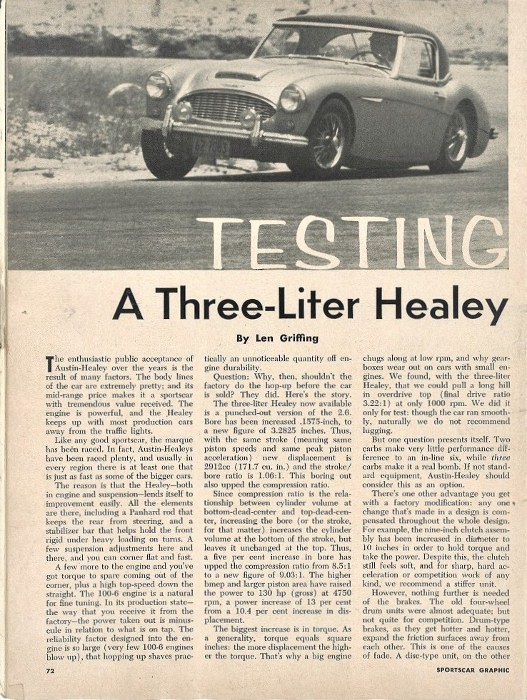 TESTING
A Three-Liter Healey
By Len Griffing
The enthusiastic public acceptance of
Austin-Healey over the years is the
result of many factors. The body lines
of the car are extremely pretty; and its
mid-range price makes it a sportscar
with tremendous value received. The
engine is powerful, and the Healey
keeps up with most production cars
away from the traffic lights.
Like any good sportscar, the marque
has been raced. In fact, Austin-Healeys
have been raced plenty, and usually in
every region there is at least one that
is just as fast as some of the bigger cars.
The reason is that the Healey—both
in engine and suspension—lends itself to
improvement easily. All the elements
are there, including a Panhard rod that
keeps the rear from steering, and a
stabilizer bar that helps hold the front
rigid under heavy loading on turns. A
few suspension adjustments here and
there, and you can corner flat and fast.
A few more to the engine and you've
got torque to spare coming out of the
corner, plus a high top-speed down the
straight. The 100-6 engine is a natural
for fine tuning. In its production state—
the way that you receive it from the
factory—the power taken out is minus-
cule in relation to what is on tap. The
reliability factor designed into the en-
gine is so large (very few 100-6 engines
blow up), that hopping up shaves prac-
tically an unnoticeable quantity off en-
gine durability.
Question: Why, then, shouldn't the
factory do the hop-up before the car
is sold? They did. Here's the story.
The three-liter Healey now available
is a punched-out version of the 2.6.
Bore has been increased .1575-inch, to
a new figure of 3.2825 inches. Thus,
with the same stroke (meaning same
piston speeds and same peak piston
acceleration) new displacement is
2912cc (171.7 cu. in.) and the stroke/
bore ratio is 1.06:1. This boring out
also upped the compression ratio.
Since compression ratio is the rela-
tionship between cylinder volume at
bottom-dead-center and top-dead-cen-
ter, increasing the bore (or the stroke,
for that matter) increases the cylinder
volume at the bottom of the stroke, but
leaves it unchanged at the top. Thus,
a five per cent increase in bore has
upped the compression ratio from 8.5:1
to a new figure of 9.03:1. The higher
bmep and larger piston area have raised
the power to 130 hp (gross) at 4750
rpm, a power increase of 13 per cent
from a 10.4 per cent increase in dis-
placement.
The biggest increase is in torque. As
a generality, torque equals square
inches: the more displacement the high-
er the torque. That's why a big engine
chugs along at low rpm, and why gear-
boxes wear out on cars with small en-
gines. We found, with the three-liter
Healey, that we could pull a long hill
in overdrive top (final drive ratio
3.22:1) at only 1000 rpm. We did it
only for test: though the car ran smooth-
ly, naturally we do not recommend
lugging.
But one question presents itself. Two
carbs make very little performance dif-
ference to an in-line six, while three
carbs make it a real bomb. If not stand-
ard equipment, Austin-Healey should
consider this as an option.
There's one other advantage you get
with a factory modification: any one
change that's made in a design is com-
pensated throughout the whole design.
For example, the nine-inch clutch assem-
bly has been increased in diameter to
10 inches in order to hold torque and
take the power. Despite this, the clutch
still feels soft, and for sharp, hard ac-
celeration or competition work of any
kind, we recommend a stiffer unit.
However, nothing further is needed
of the brakes. The old four-wheel
drum units were almost adequate; but
not quite for competition. Drum-type
brakes, as they get hotter and hotter,
expand the friction surfaces away from
each other. This is one of the causes
of fade. A disc-type unit, on the other
72
SPORTSCAR GRAPHIC